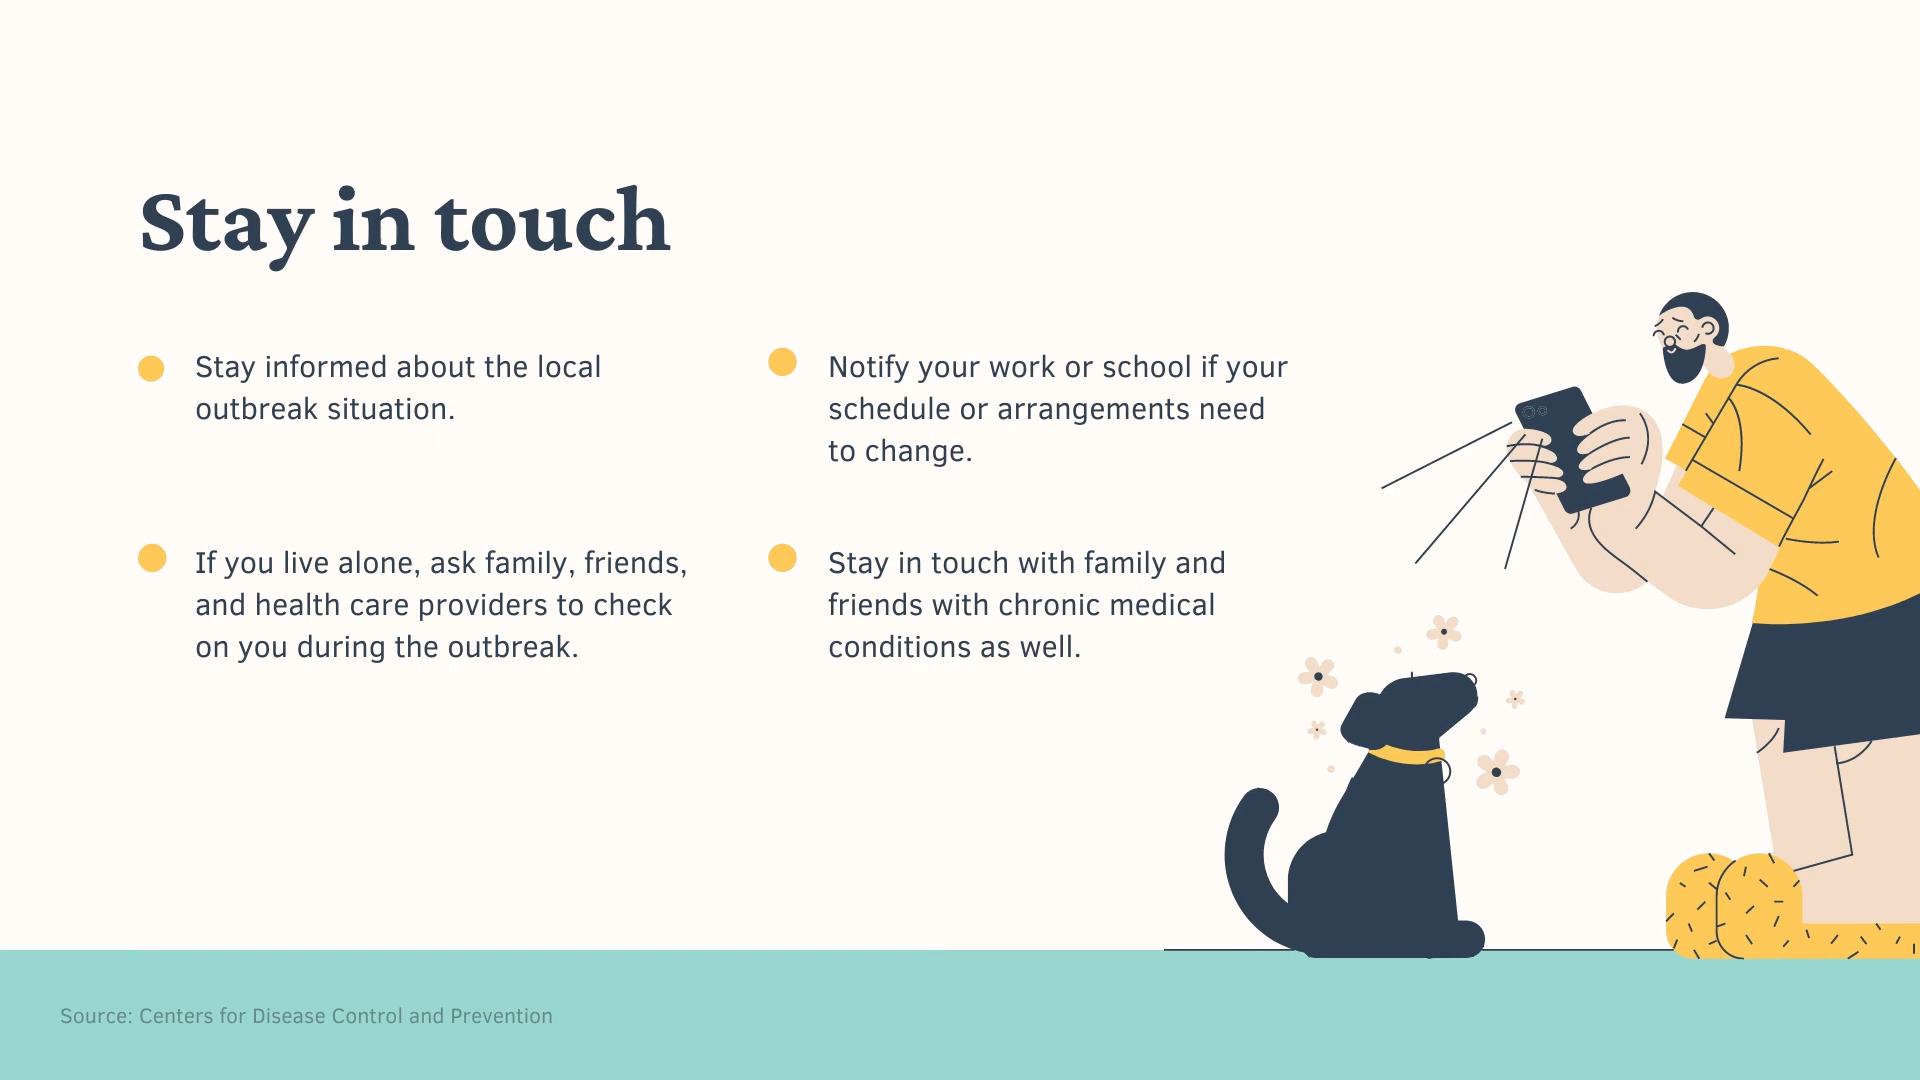 Stay in touch
Stay informed about the local
outbreak situation.
Notify your work or school if your
schedule or arrangements need
to change.
If you live alone, ask family, friends,
and health care providers to check
on you during the outbreak.
Stay in touch with family and
friends with chronic medical
conditions as well.
Source: Centers for Disease Control and Prevention